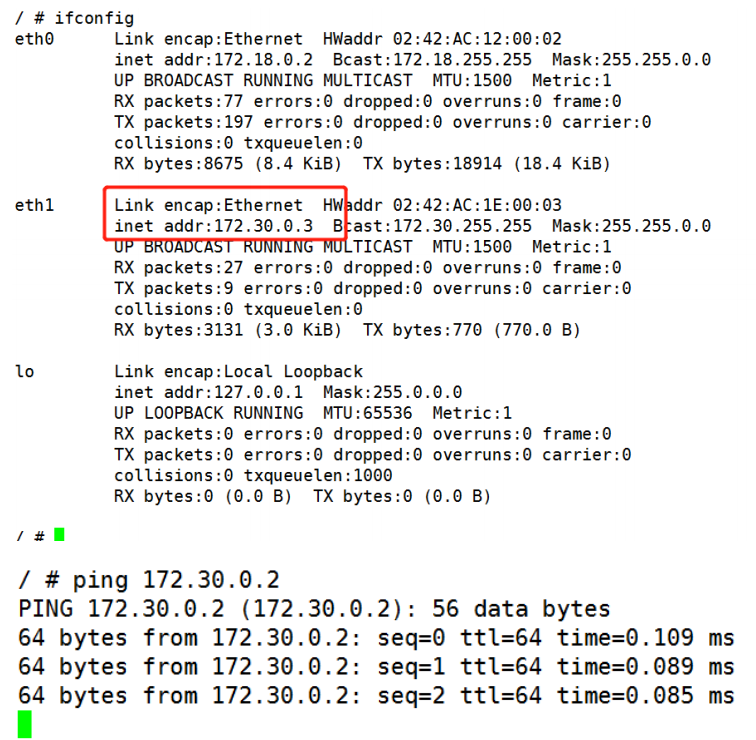 / # ifconfig
eth0      Link encap:Ethernet  HWaddr 02:42:AC:12:00:02
          inet addr:172.18.0.2  Bcast:172.18.255.255  Mask:255.255.0.0
          UP BROADCAST RUNNING MULTICAST  MTU:1500  Metric:1
          RX packets:77 errors:0 dropped:0 overruns:0 frame:0
          TX packets:197 errors:0 dropped:0 overruns:0 carrier:0
          collisions:0 txqueuelen:0
          RX bytes:8675 (8.4 KiB)  TX bytes:18914 (18.4 KiB)
eth1      Link encap:Ethernet  HWaddr 02:42:AC:1E:00:03
          inet addr:172.30.0.3  Bcast:172.30.255.255  Mask:255.255.0.0
          UP BROADCAST RUNNING MULTICAST  MTU:1500  Metric:1
          RX packets:27 errors:0 dropped:0 overruns:0 frame:0
          TX packets:9 errors:0 dropped:0 overruns:0 carrier:0
          collisions:0 txqueuelen:0
          RX bytes:3131 (3.0 KiB)  TX bytes:770 (770.0 B)
lo        Link encap:Local Loopback
          inet addr:127.0.0.1  Mask:255.0.0.0
          UP LOOPBACK RUNNING  MTU:65536  Metric:1
          RX packets:0 errors:0 dropped:0 overruns:0 frame:0
          TX packets:0 errors:0 dropped:0 overruns:0 carrier:0
          collisions:0 txqueuelen:1000
          RX bytes:0 (0.0 B)  TX bytes:0 (0.0 B)
/ #
/ # ping 172.30.0.2
PING 172.30.0.2 (172.30.0.2): 56 data bytes
64 bytes from 172.30.0.2: seq=0 ttl=64 time=0.109 ms
64 bytes from 172.30.0.2: seq=1 ttl=64 time=0.089 ms
64 bytes from 172.30.0.2: seq=2 ttl=64 time=0.085 ms